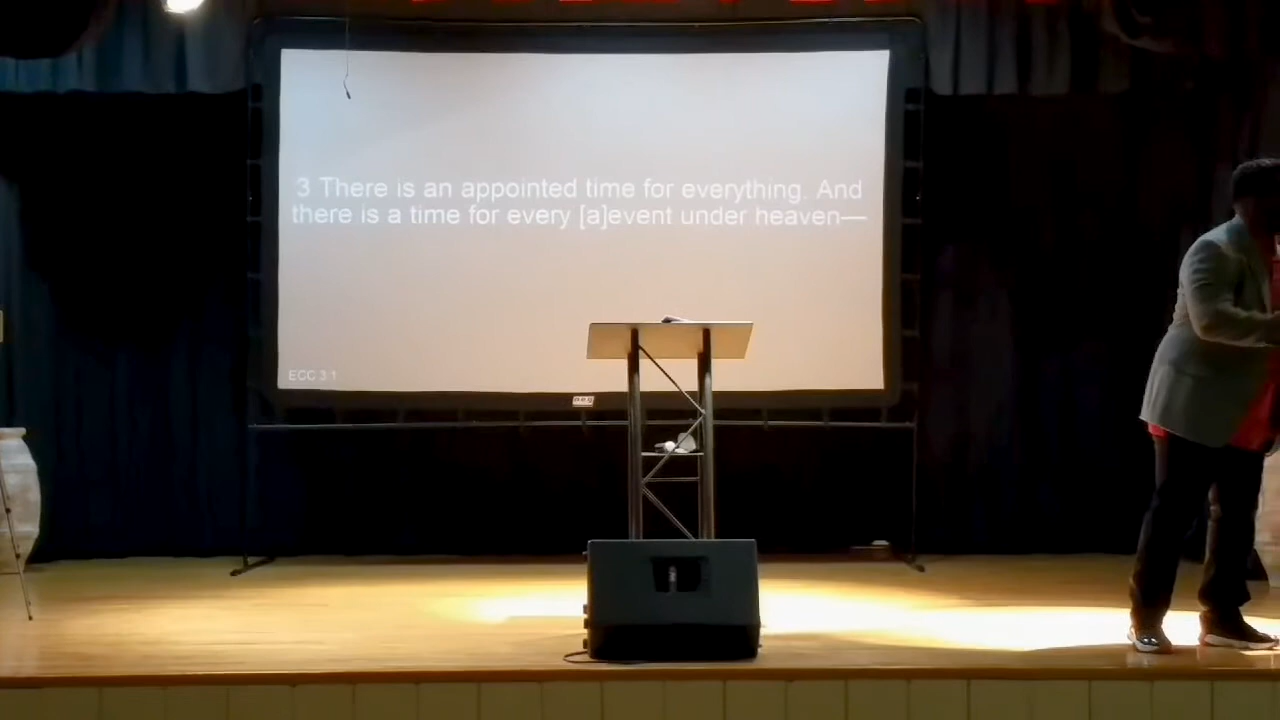 3 There is an appointed time for everything. And
there is a time for every [a]event under heaven—
ECC 3:1